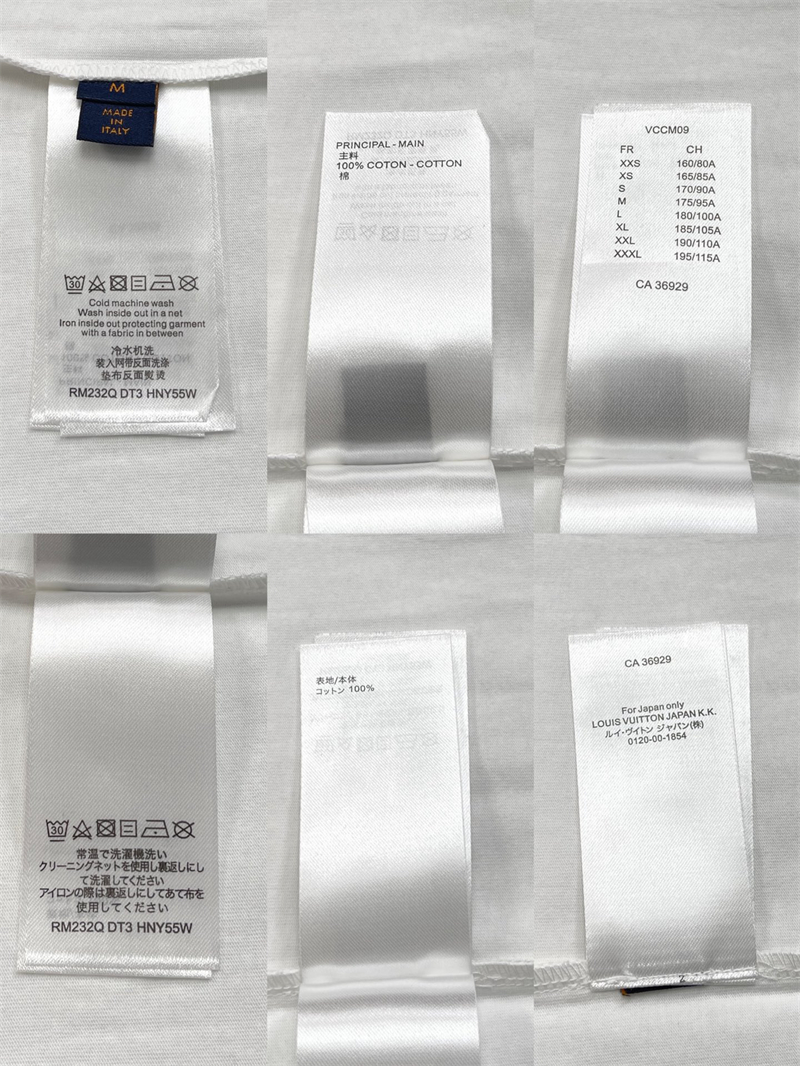 M
MADE
IN
ITALY
30
Cold machine wash
Wash inside out in a net
Iron inside out protecting garment
with a fabric in between
冷水机洗
装入网带反面洗涤
垫布反面熨烫
RM232Q DT3 HNY55W
PRINCIPAL - MAIN
主料
100% COTON - COTTON
棉
VCCM09
FR CH
XXS 160/80A
XS 165/85A
S 170/90A
M 175/95A
L 180/100A
XL 185/105A
XXL 190/110A
XXXL 195/115A
CA 36929
30
常温で洗濯機洗い
クリーニングネットを使用し裏返しにし
て洗濯してください
アイロンの際は裏返しにしてあて布を
使用してください
RM232Q DT3 HNY55W
表地/本体
コットン 100%
CA 36929
For Japan only
LOUIS VUITTON JAPAN K.K.
ルイ・ヴイトン ジャパン(株)
0120-00-1854
2